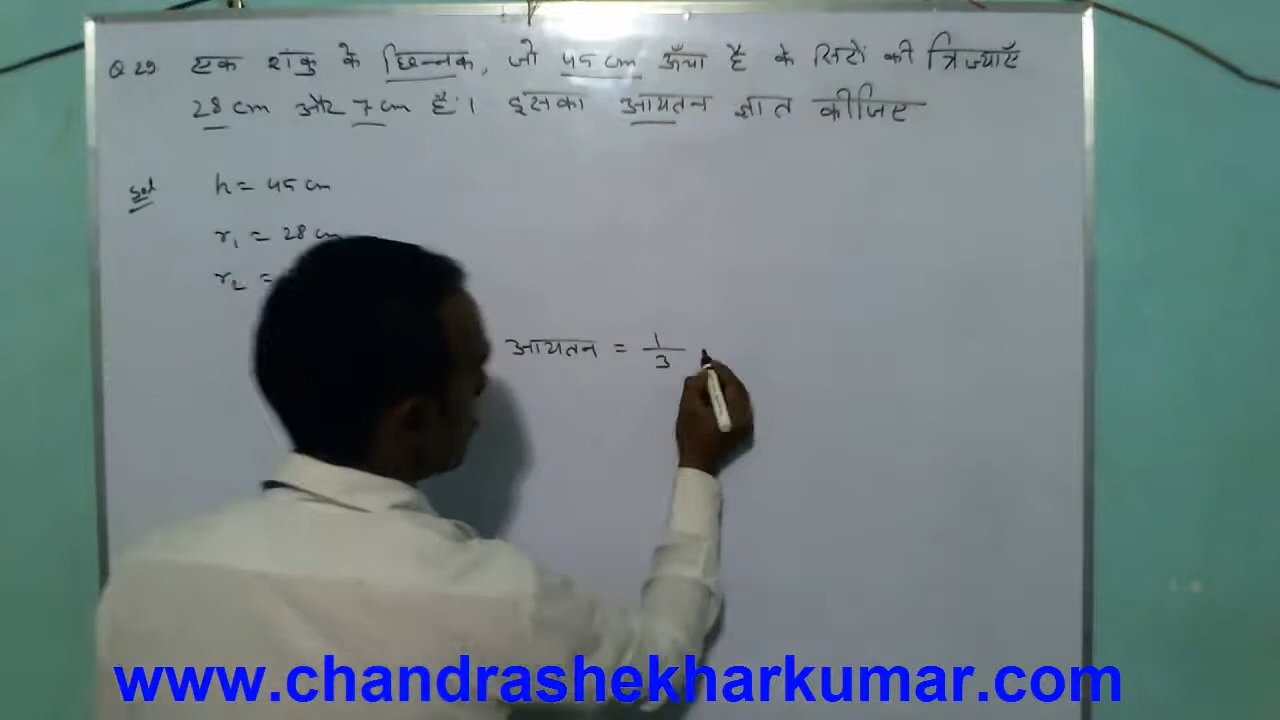 Q 29 एक शंकु के छिन्नक, जो 45 cm ऊँचा है के सिरों की त्रिज्याएँ
28 cm और 7 cm हैं। इसका आयतन ज्ञात कीजिए
Sol h = 45 cm
r₁ = 28 cm
r₂ =
आयतन = 1/3
www.chandrashekharkumar.com